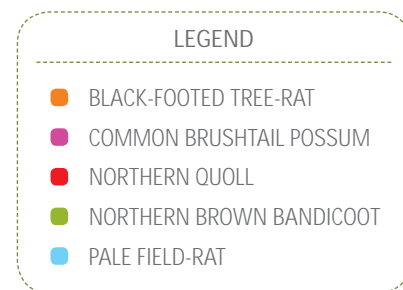 LEGEND
BLACK-FOOTED TREE-RAT
COMMON BRUSHTAIL POSSUM
NORTHERN QUOLL
NORTHERN BROWN BANDICOOT
PALE FIELD-RAT